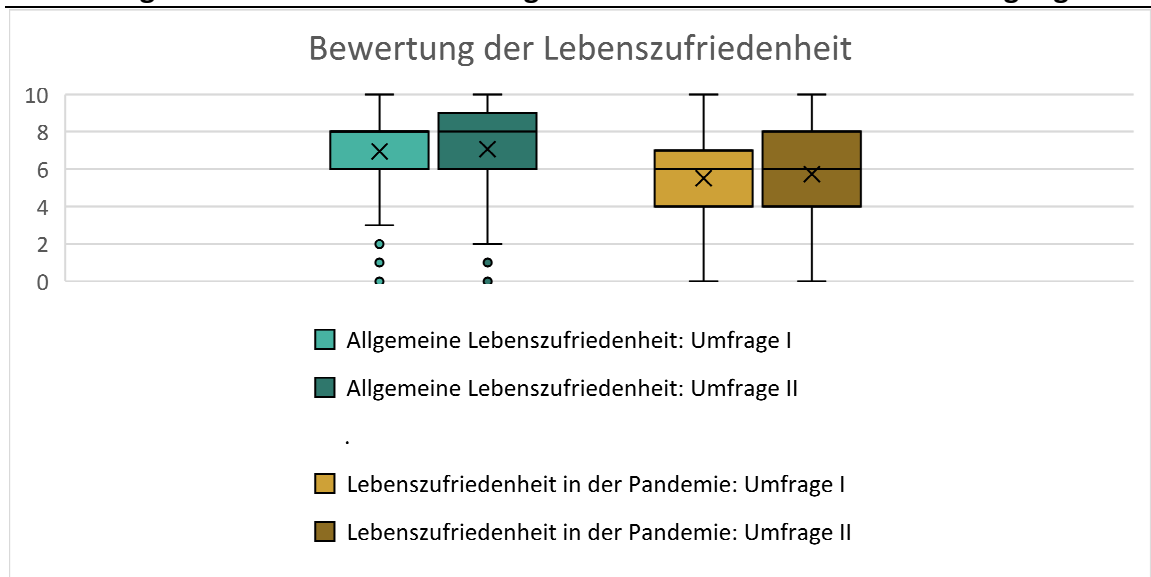 Bewertung der Lebenszufriedenheit
10
8
6
4
2
0
Allgemeine Lebenszufriedenheit: Umfrage I
Allgemeine Lebenszufriedenheit: Umfrage II
.
Lebenszufriedenheit in der Pandemie: Umfrage I
Lebenszufriedenheit in der Pandemie: Umfrage II